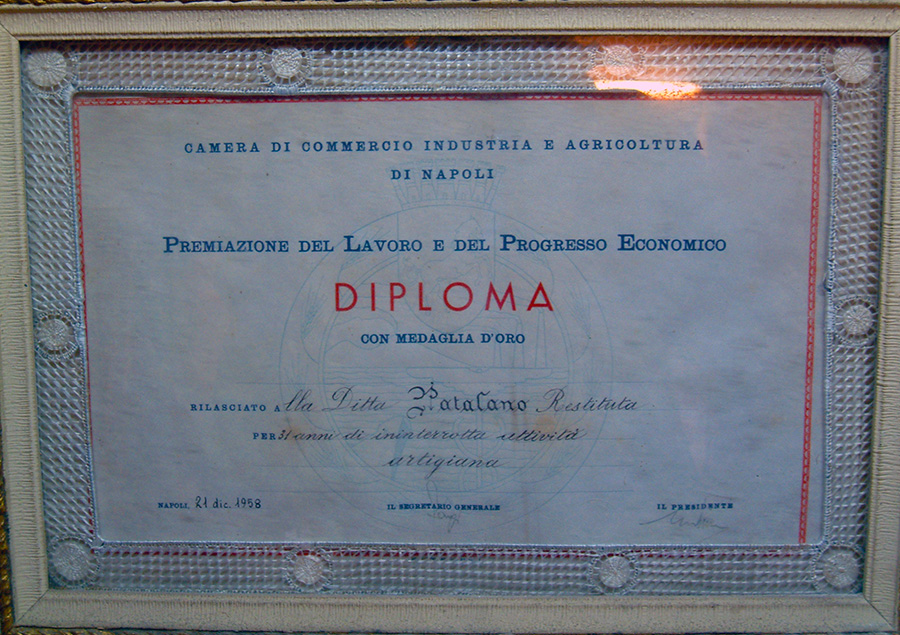 CAMERA DI COMMERCIO INDUSTRIA E AGRICOLTURA
DI NAPOLI
PREMIAZIONE DEL LAVORO E DEL PROGRESSO ECONOMICO
DIPLOMA
CON MEDAGLIA D'ORO
RILASCIATO Alla Ditta Patalano Restituta
PER 31 anni di ininterrotta attività
artigiana
NAPOLI, 21 dic. 1958 IL SEGRETARIO GENERALE IL PRESIDENTE